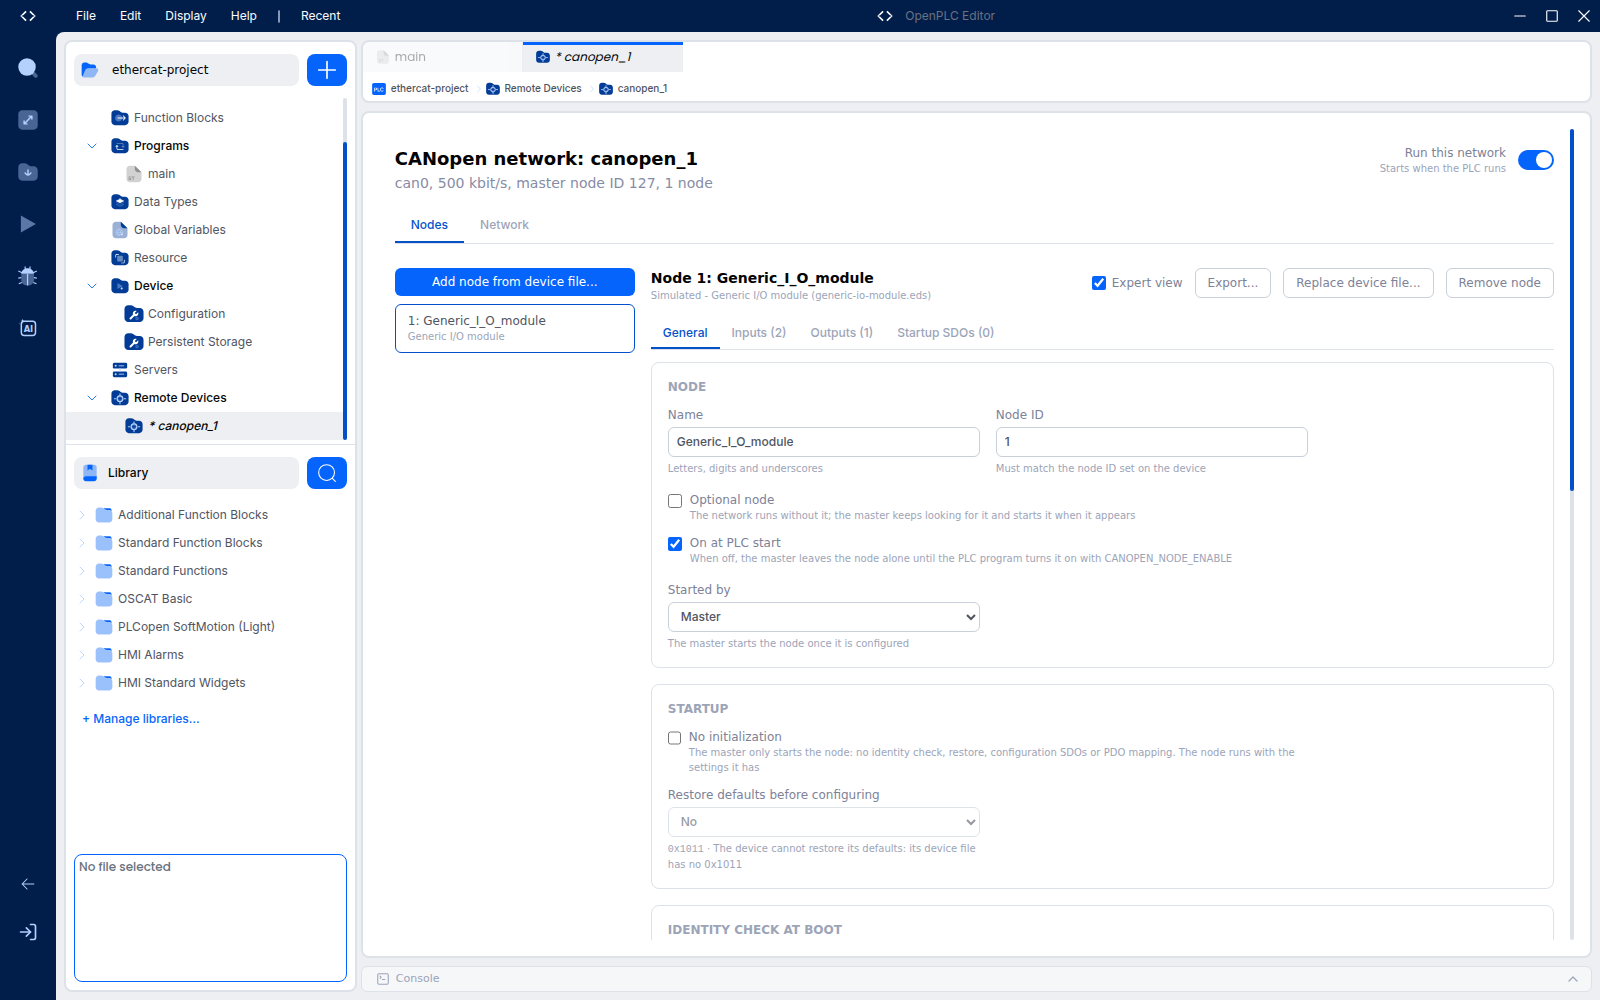 File Edit Display Help | Recent
OpenPLC Editor
ethercat-project
Function Blocks
Programs
main
Data Types
Global Variables
Resource
Device
Configuration
Persistent Storage
Servers
Remote Devices
* canopen_1
Library
Additional Function Blocks
Standard Function Blocks
Standard Functions
OSCAT Basic
PLCopen SoftMotion (Light)
HMI Alarms
HMI Standard Widgets
+ Manage libraries...
No file selected
AI
main
* canopen_1
PLC ethercat-project Remote Devices canopen_1
CANopen network: canopen_1
can0, 500 kbit/s, master node ID 127, 1 node
Run this network
Starts when the PLC runs
Nodes Network
Add node from device file...
1: Generic_I_O_module
Generic I/O module
Node 1: Generic_I_O_module
Simulated - Generic I/O module (generic-io-module.eds)
Expert view Export... Replace device file... Remove node
General Inputs (2) Outputs (1) Startup SDOs (0)
NODE
Name Node ID
Generic_I_O_module 1
Letters, digits and underscores Must match the node ID set on the device
Optional node
The network runs without it; the master keeps looking for it and starts it when it appears
On at PLC start
When off, the master leaves the node alone until the PLC program turns it on with CANOPEN_NODE_ENABLE
Started by
Master
The master starts the node once it is configured
STARTUP
No initialization
The master only starts the node: no identity check, restore, configuration SDOs or PDO mapping. The node runs with the
settings it has
Restore defaults before configuring
No
0x1011 · The device cannot restore its defaults: its device file
has no 0x1011
IDENTITY CHECK AT BOOT
Console